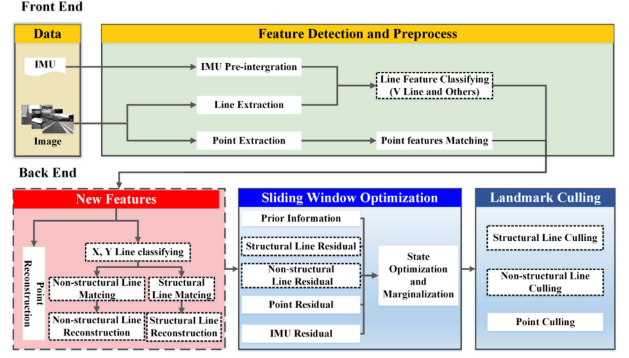 Front End
Data
Feature Detection and Preprocess
IMU
IMU Pre-intergration
Line Feature Classifying
(V Line and Others)
Line Extraction
Image
Point Extraction
Point features Matching
Back End
New Features
Sliding Window Optimization
Landmark Culling
Point
Reconstruction
X, Y Line classifying
Non-structural Line
Matcing
Structural
Line Matcing
Non-structural Line
Reconstruction
Structural Line
Reconstruction
Prior Information
Structural Line Residual
Non-structural
Line Residual
Point Residual
IMU Residual
State
Optimization
and
Marginalization
Structural Line Culling
Non-structural Line
Culling
Point Culling